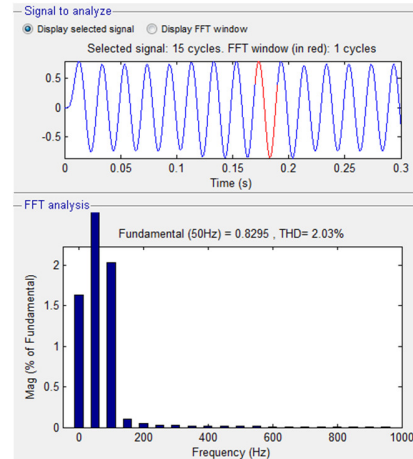 Signal to analyze
Display selected signal Display FFT window
Selected signal: 15 cycles. FFT window (in red): 1 cycles
0.5
0
-0.5
0 0.05 0.1 0.15 0.2 0.25 0.3
Time (s)
FFT analysis
Fundamental (50Hz) = 0.8295 , THD= 2.03%
Mag (% of Fundamental)
2
1.5
1
0.5
0
0 200 400 600 800 1000
Frequency (Hz)